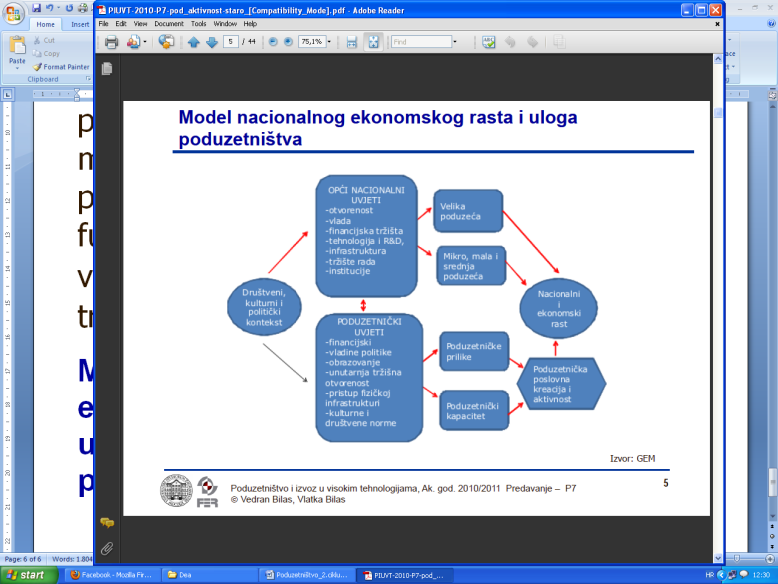 PIUVT-2010-P7-pod_aktivnost-staro_[Compatibility_Mode].pdf - Adobe Reader
Home
Insert
Cut
Copy
Paste
Format Painter
Clipboard
File Edit View Document Tools Window Help
5 / 44
75,1%
Find
Model nacionalnog ekonomskog rasta i uloga
poduzetništva
OPĆI NACIONALNI
UVJETI
-otvorenost
-vlada
-financijska tržišta
-tehnologija i R&D,
-infrastruktura
-tržište rada
-institucije
Velika
poduzeća
Mikro, mala i
srednja
poduzeća
Društveni,
kulturni i
politički
kontekst
Nacionalni
i
ekonomski
rast
PODUZETNIČKI
UVJETI
-financijski
-vladine politike
-obrazovanje
-unutarnja tržišna
otvorenost
-pristup fizičkoj
infrastrukturi
-kulturne i
društvene norme
Poduzetničke
prilike
Poduzetnički
kapacitet
Poduzetnička
poslovna
kreacija i
aktivnost
Izvor: GEM
FER
Poduzetništvo i izvoz u visokim tehnologijama, Ak. god. 2010/2011 Predavanje – P7
© Vedran Bilas, Vlatka Bilas
5
Page: 6 of 6
Words: 1.804
start
Facebook - Mozilla Fir...
Dea
Poduzetništvo_2.ciklu...
PIUVT-2010-P7-pod_...
HR
12:30